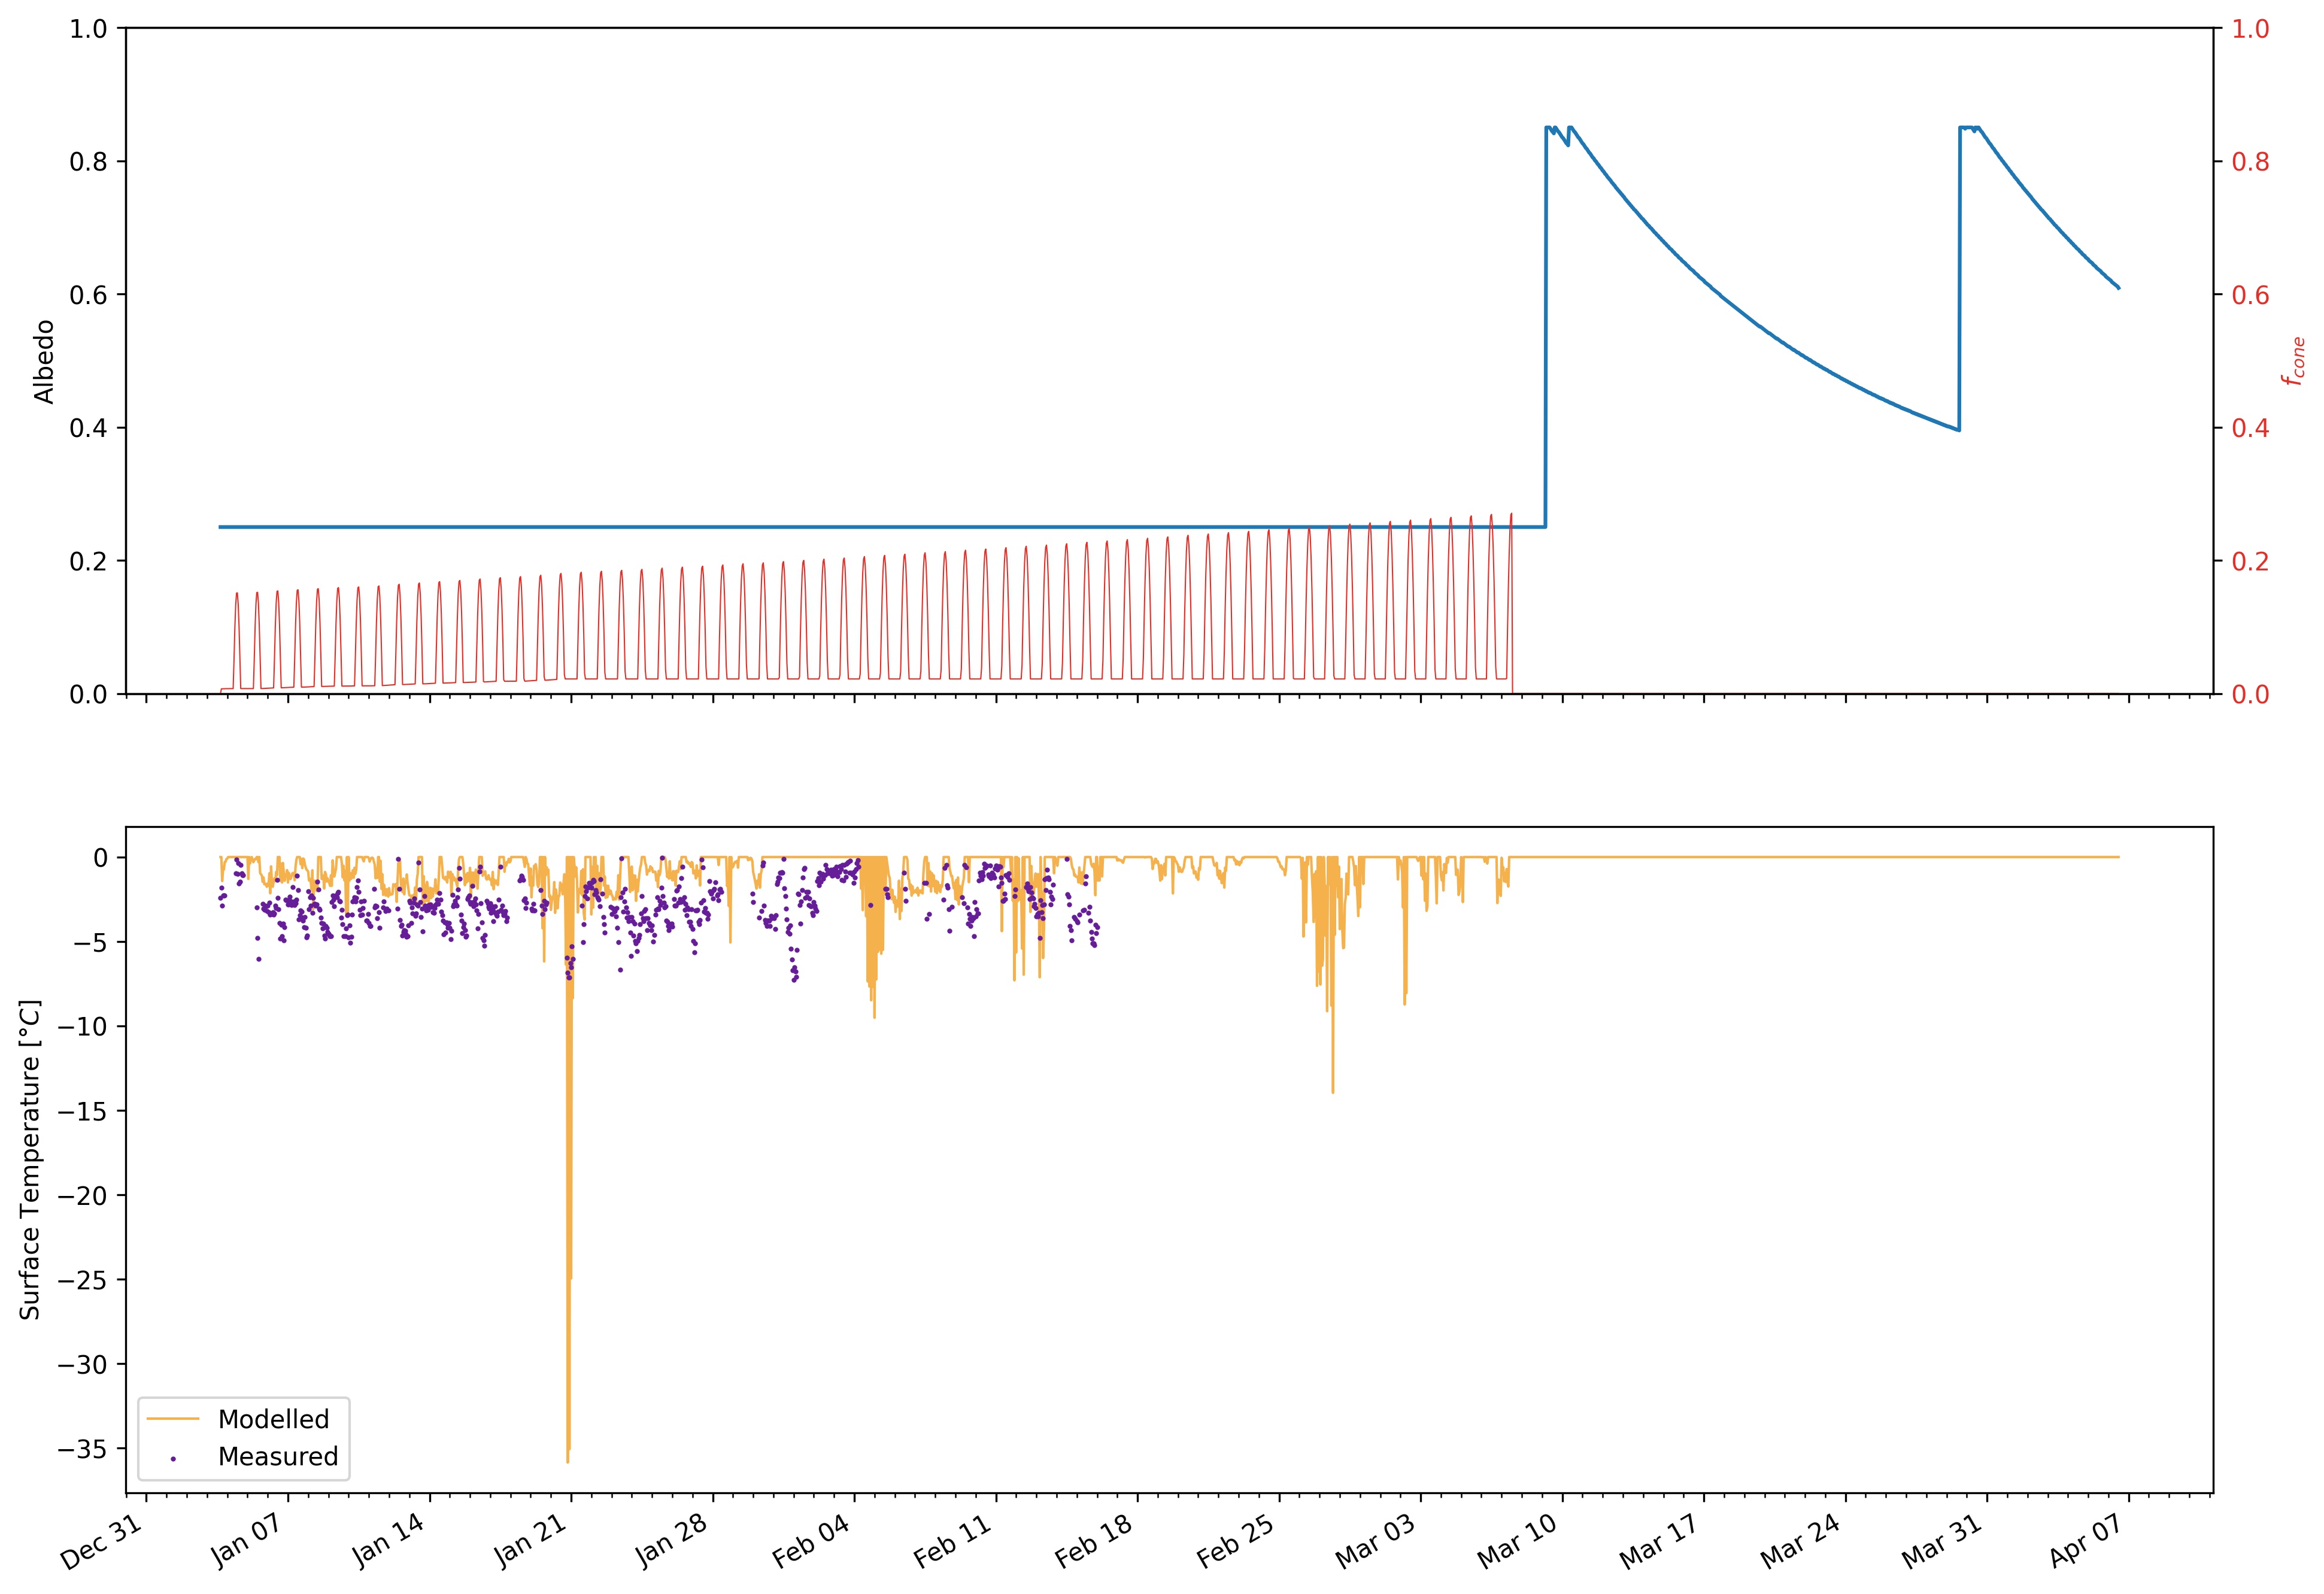 1.0
0.8
0.6
0.4
0.2
0.0
Albedo
1.0
0.8
0.6
0.4
0.2
0.0
fcone
0
−5
−10
−15
−20
−25
−30
−35
Surface Temperature [°C]
Modelled
Measured
Dec 31
Jan 07
Jan 14
Jan 21
Jan 28
Feb 04
Feb 11
Feb 18
Feb 25
Mar 03
Mar 10
Mar 17
Mar 24
Mar 31
Apr 07